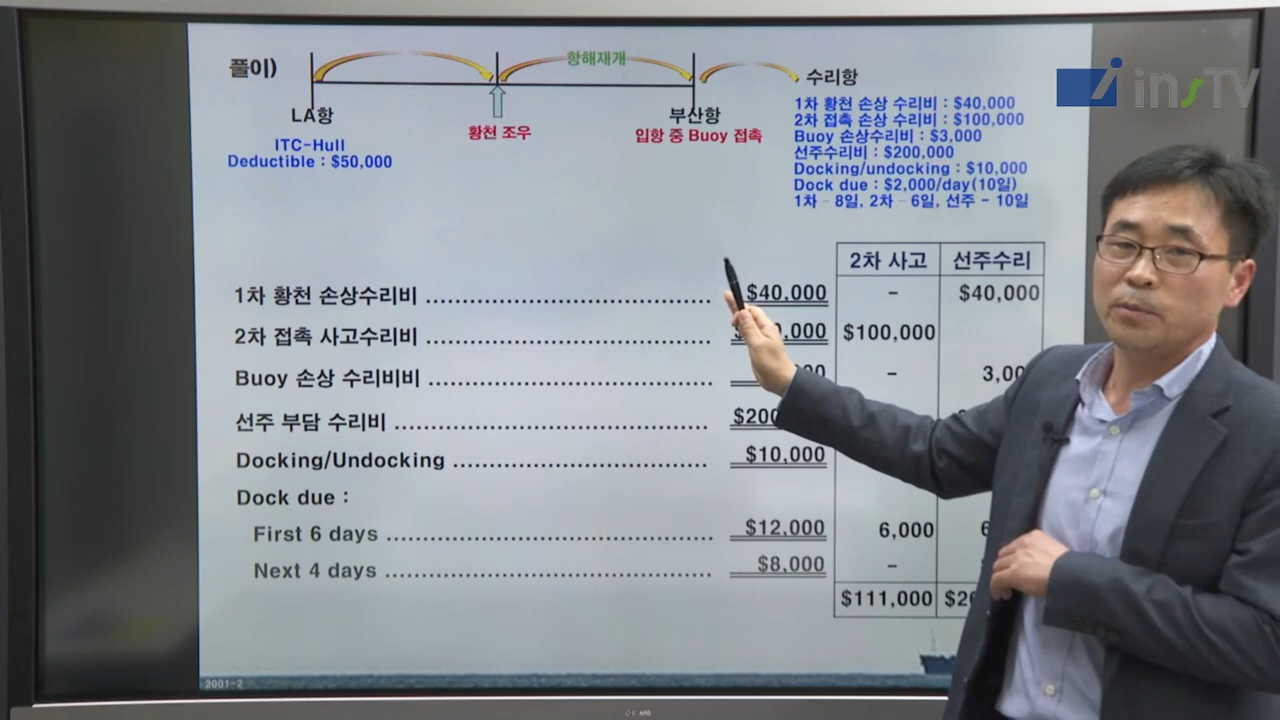 insTV
풀이)
항해재개
수리항
LA항
황천 조우
부산항
입항 중 Buoy 접촉
ITC-Hull
Deductible : $50,000
1차 황천 손상 수리비 : $40,000
2차 접촉 손상 수리비 : $100,000
Buoy 손상수리비 : $3,000
선주수리비 : $200,000
Docking/undocking : $10,000
Dock due : $2,000/day(10일)
1차 - 8일, 2차 - 6일, 선주 - 10일
2차 사고 선주수리
1차 황천 손상수리비 ........................................ $40,000 - $40,000
2차 접촉 사고수리비 ........................................ $100,000
Buoy 손상 수리비비 ........................................ -
선주 부담 수리비 ............................................
Docking/Undocking .................................... $10,000
Dock due :
First 6 days .............................................. $12,000 6,000
Next 4 days .............................................. $8,000 -
$111,000
2001-2